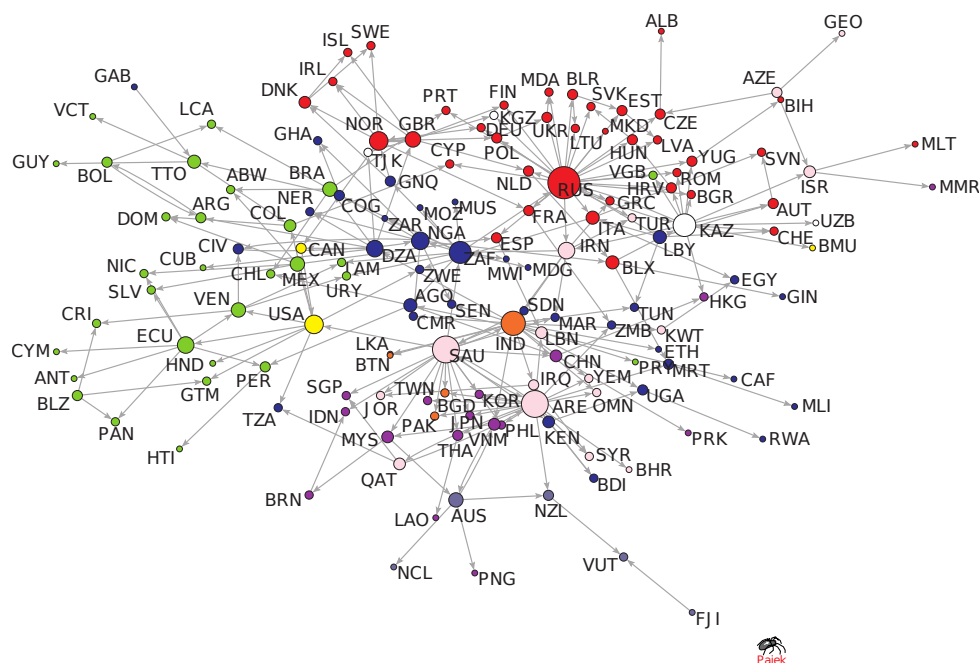 ALB
GEO
SWE
ISL
IRL
GAB
AZE
MDA
BLR
DNK
FIN
SVK
BIH
VCT
LCA
PRT
KGZ
EST
NOR
GBR
DEU
UKR
LTU
MKD
CZE
GHA
HUN
LVA
MLT
GUY
BOL
TTO
ABW
BRA
TJK
CYP
POL
VGB
YUG
SVN
ISR
GNQ
NLD
RUS
HRV
ROM
MMR
NER
COG
MUS
BGR
DOM
ARG
COL
ZAR
MOZ
FRA
GRC
AUT
UZB
CIV
CAN
DZA
NGA
ESP
ITA
TUR
KAZ
CHE
BMU
NIC
CUB
CHL
MEX
JAM
ZAF
MWI
MDG
IRN
BLX
LBY
SLV
URY
ZWE
EGY
GIN
CRI
VEN
AGO
SEN
SDN
TUN
HKG
USA
CMR
IND
MAR
ZMB
KWT
CYM
ECU
HND
LKA
BTN
SAU
LBN
CHN
ETH
PRY
MRT
ANT
GTM
PER
SGP
TWN
KOR
IRQ
YEM
CAF
BLZ
IDN
JOR
BGD
ARE
OMN
UGA
MLI
PAN
TZA
MYS
PAK
JPN
VNM
PHL
KEN
PRK
RWA
HTI
THA
SYR
BRN
QAT
BDI
BHR
LAO
AUS
NZL
NCL
PNG
VUT
FJI
Pajek